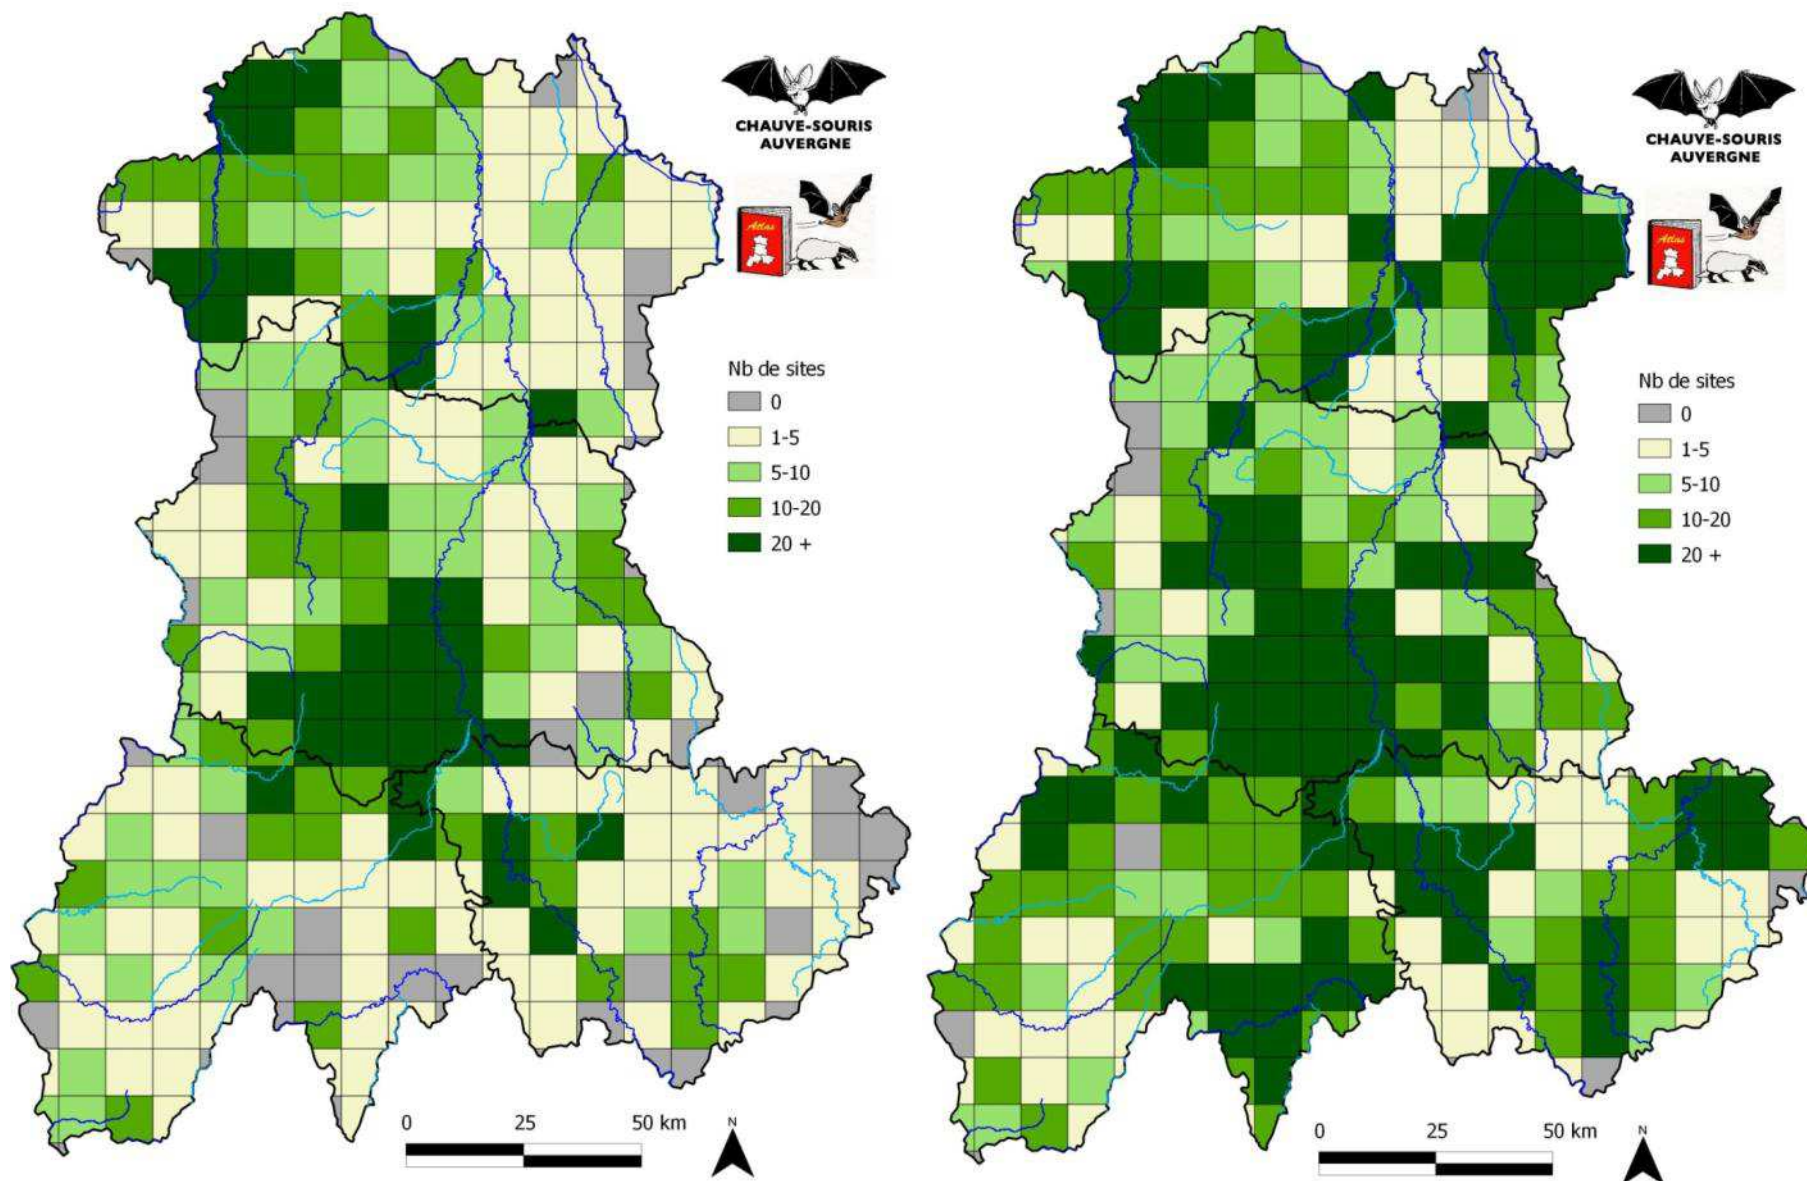 CHAUVE-SOURIS
AUVERGNE
Atlas
Nb de sites
0
1-5
5-10
10-20
20 +
0
25
50 km
N
CHAUVE-SOURIS
AUVERGNE
Atlas
Nb de sites
0
1-5
5-10
10-20
20 +
0
25
50 km
N